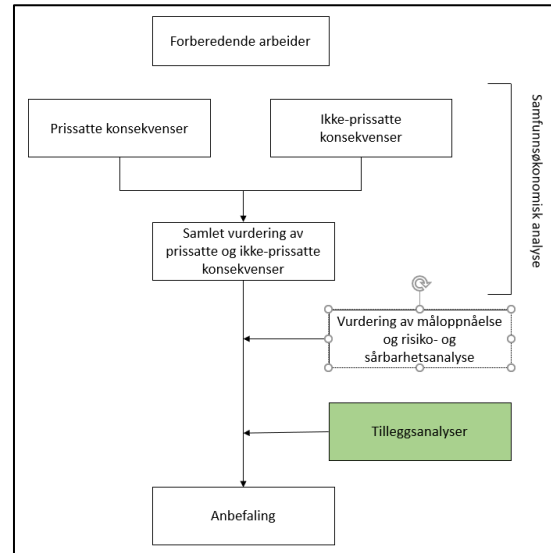 Forberedende arbeider
Prissatte konsekvenser
Ikke-prissatte
konsekvenser
Samfunnsøkonomisk analyse
Samlet vurdering av
prissatte og ikke-prissatte
konsekvenser
Vurdering av måloppnåelse
og risiko- og
sårbarhetsanalyse
Tilleggsanalyser
Anbefaling